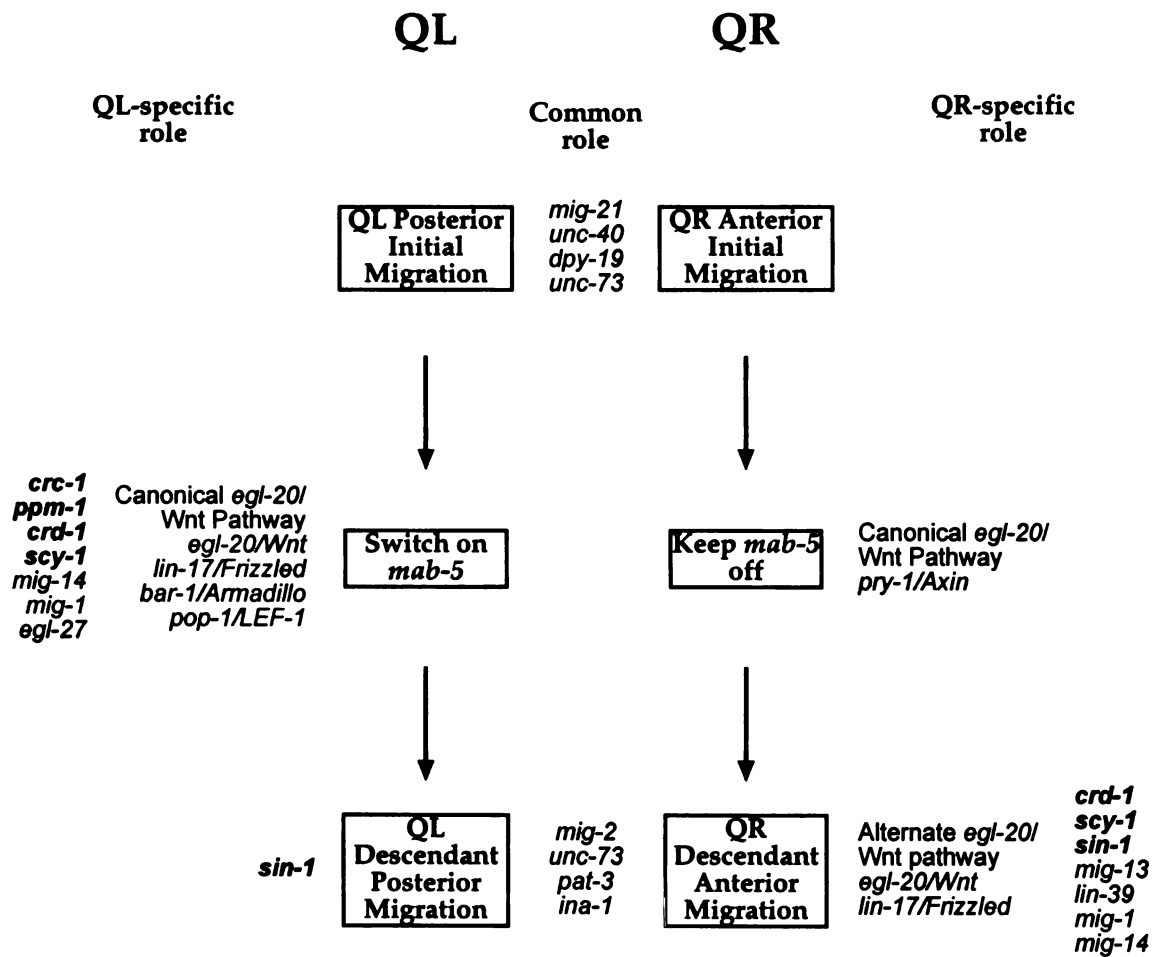 QL
QR
QL-specific
role
Common
role
QR-specific
role
QL Posterior
Initial
Migration
mig-21
unc-40
dpy-19
unc-73
QR Anterior
Initial
Migration
crc-1
ppm-1
crd-1
scy-1
mig-14
mig-1
egl-27
Canonical egl-20/
Wnt Pathway
egl-20/Wnt
lin-17/Frizzled
bar-1/Armadillo
pop-1/LEF-1
Switch on
mab-5
Keep mab-5
off
Canonical egl-20/
Wnt Pathway
pry-1/Axin
sin-1
QL
Descendant
Posterior
Migration
mig-2
unc-73
pat-3
ina-1
QR
Descendant
Anterior
Migration
Alternate egl-20/
Wnt pathway
egl-20/Wnt
lin-17/Frizzled
crd-1
scy-1
sin-1
mig-13
lin-39
mig-1
mig-14